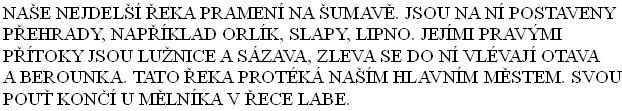 NAŠE NEJDELŠÍ ŘEKA PRAMENÍ NA ŠUMAVĚ. JSOU NA NÍ POSTAVENY
PŘEHRADY, NAPŘÍKLAD ORLÍK, SLAPY, LIPNO. JEJÍMI PRAVÝMI
PŘÍTOKY JSOU LUŽNICE A SÁZAVA, ZLEVA SE DO NÍ VLÉVAJÍ OTAVA
A BEROUNKA. TATO ŘEKA PROTÉKÁ NAŠÍM HLAVNÍM MĚSTEM. SVOU
POUŤ KONČÍ U MĚLNÍKA V ŘECE LABE.